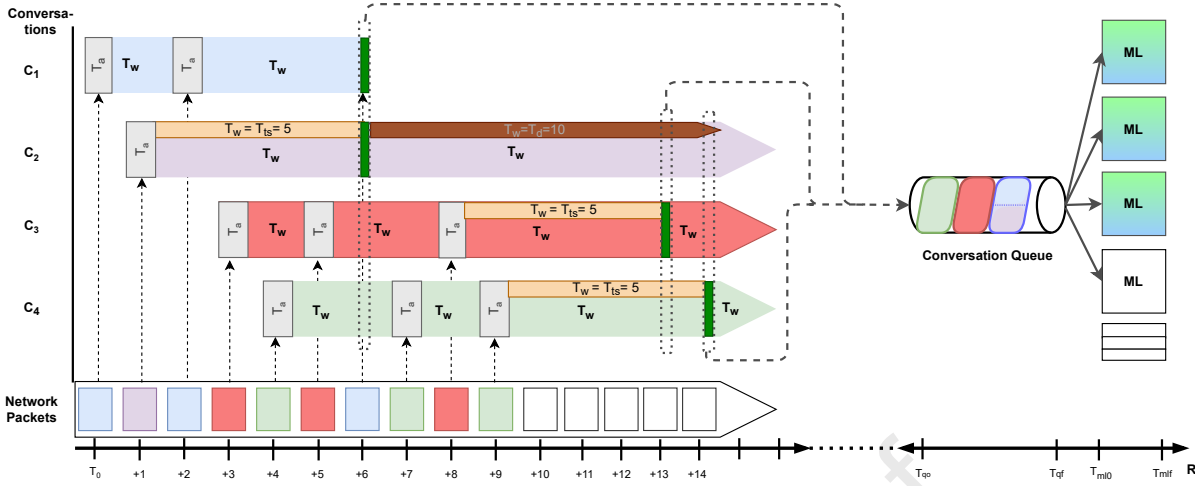 Conversa-
tions
C1
Ta
Tw
Ta
Tw
ML
ML
ML
ML
C2
Ta
Tw = Tts= 5
Tw=Td=10
Tw
Tw
C3
Ta
Tw
Ta
Tw
Ta
Tw = Tts= 5
Tw
Tw
Conversation Queue
C4
Ta
Tw
Ta
Tw
Ta
Tw = Tts= 5
Tw
Tw
Network
Packets
T0 +1 +2 +3 +4 +5 +6 +7 +8 +9 +10 +11 +12 +13 +14 Tqo Tqf Tml0 Tmlf R